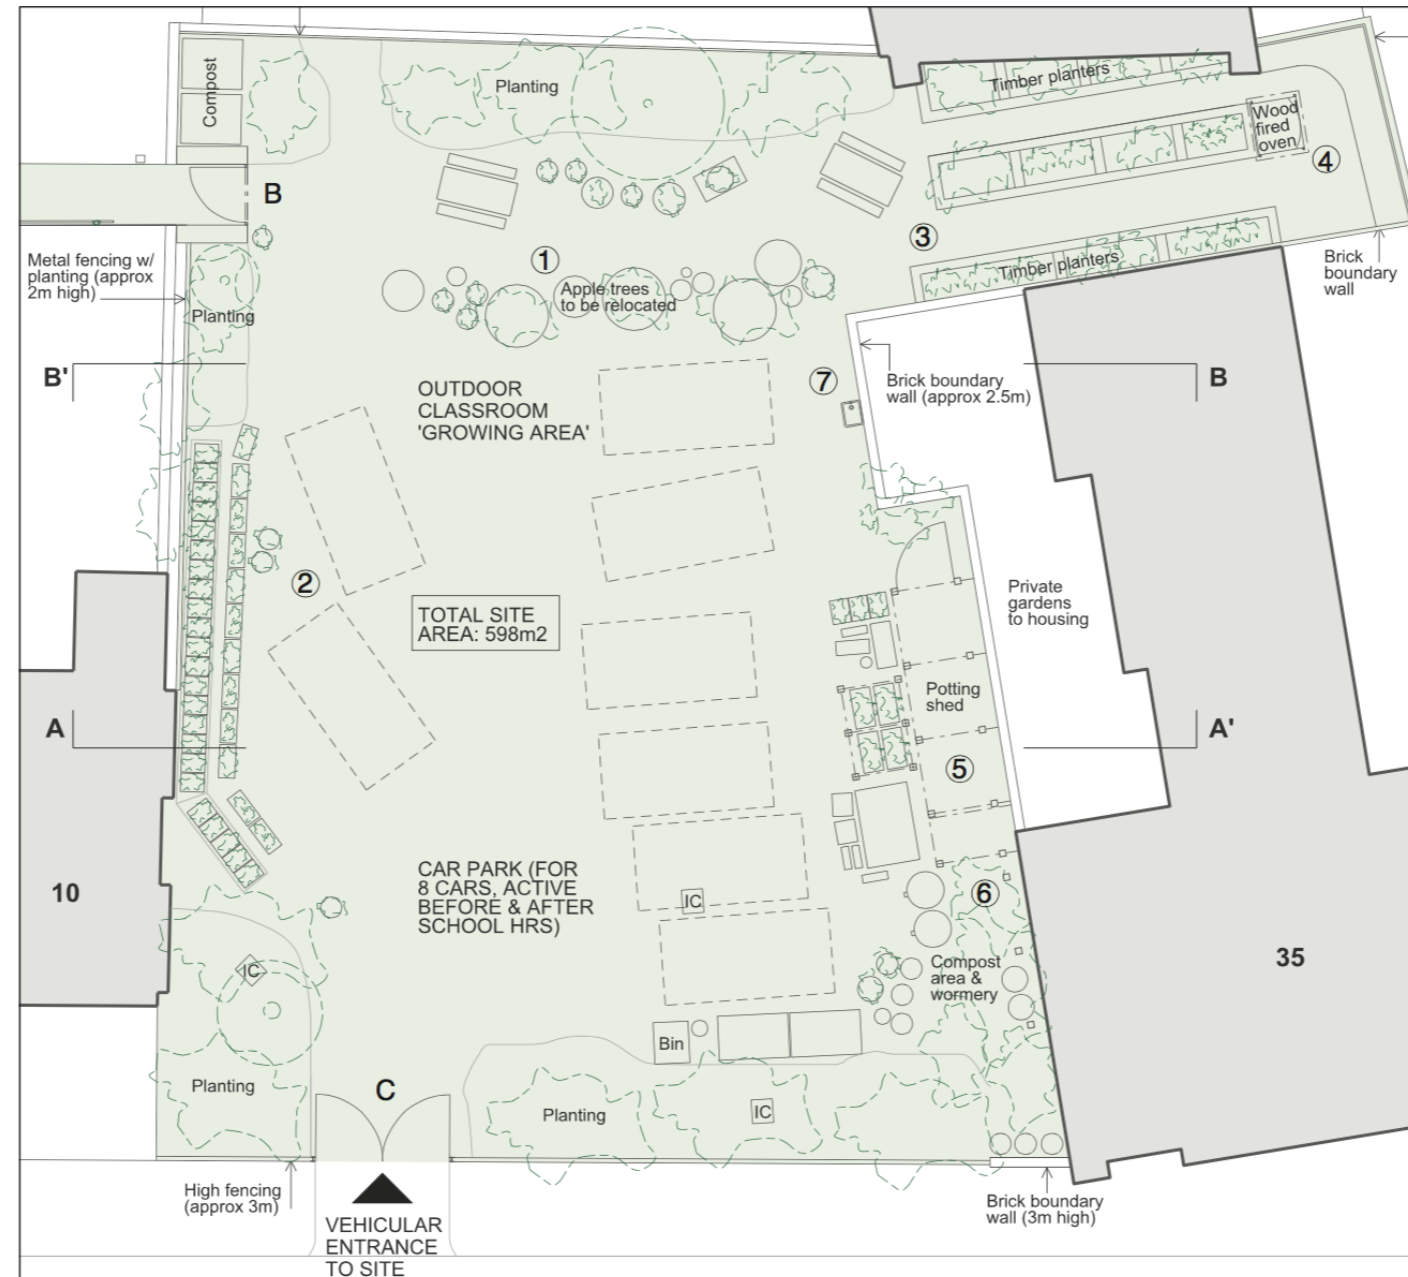 Compost
Planting
Timber planters
Wood
fired
oven
4
B
3
Metal fencing w/
planting (approx
2m high)
1
Apple trees
to be relocated
Timber planters
Brick
boundary
wall
Planting
B'
OUTDOOR
CLASSROOM
'GROWING AREA'
7
Brick boundary
wall (approx 2.5m)
B
2
TOTAL SITE
AREA: 598m2
Private
gardens
to housing
Potting
shed
A
5
A'
10
CAR PARK (FOR
8 CARS, ACTIVE
BEFORE & AFTER
SCHOOL HRS)
IC
6
35
IC
Compost
area &
wormery
Bin
Planting
C
Planting
IC
High fencing
(approx 3m)
VEHICULAR
ENTRANCE
TO SITE
Brick boundary
wall (3m high)